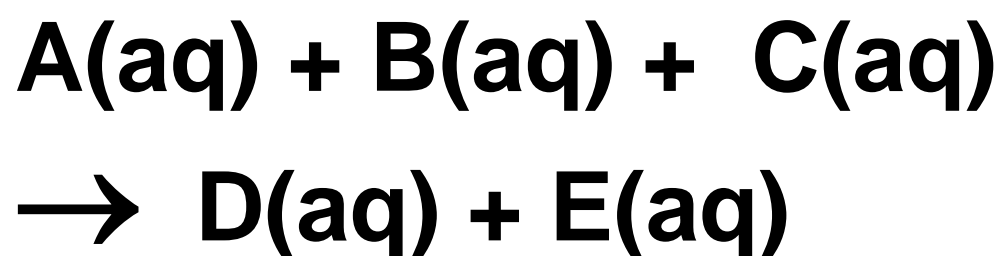 A(aq) + B(aq) + C(aq)
→ D(aq) + E(aq)